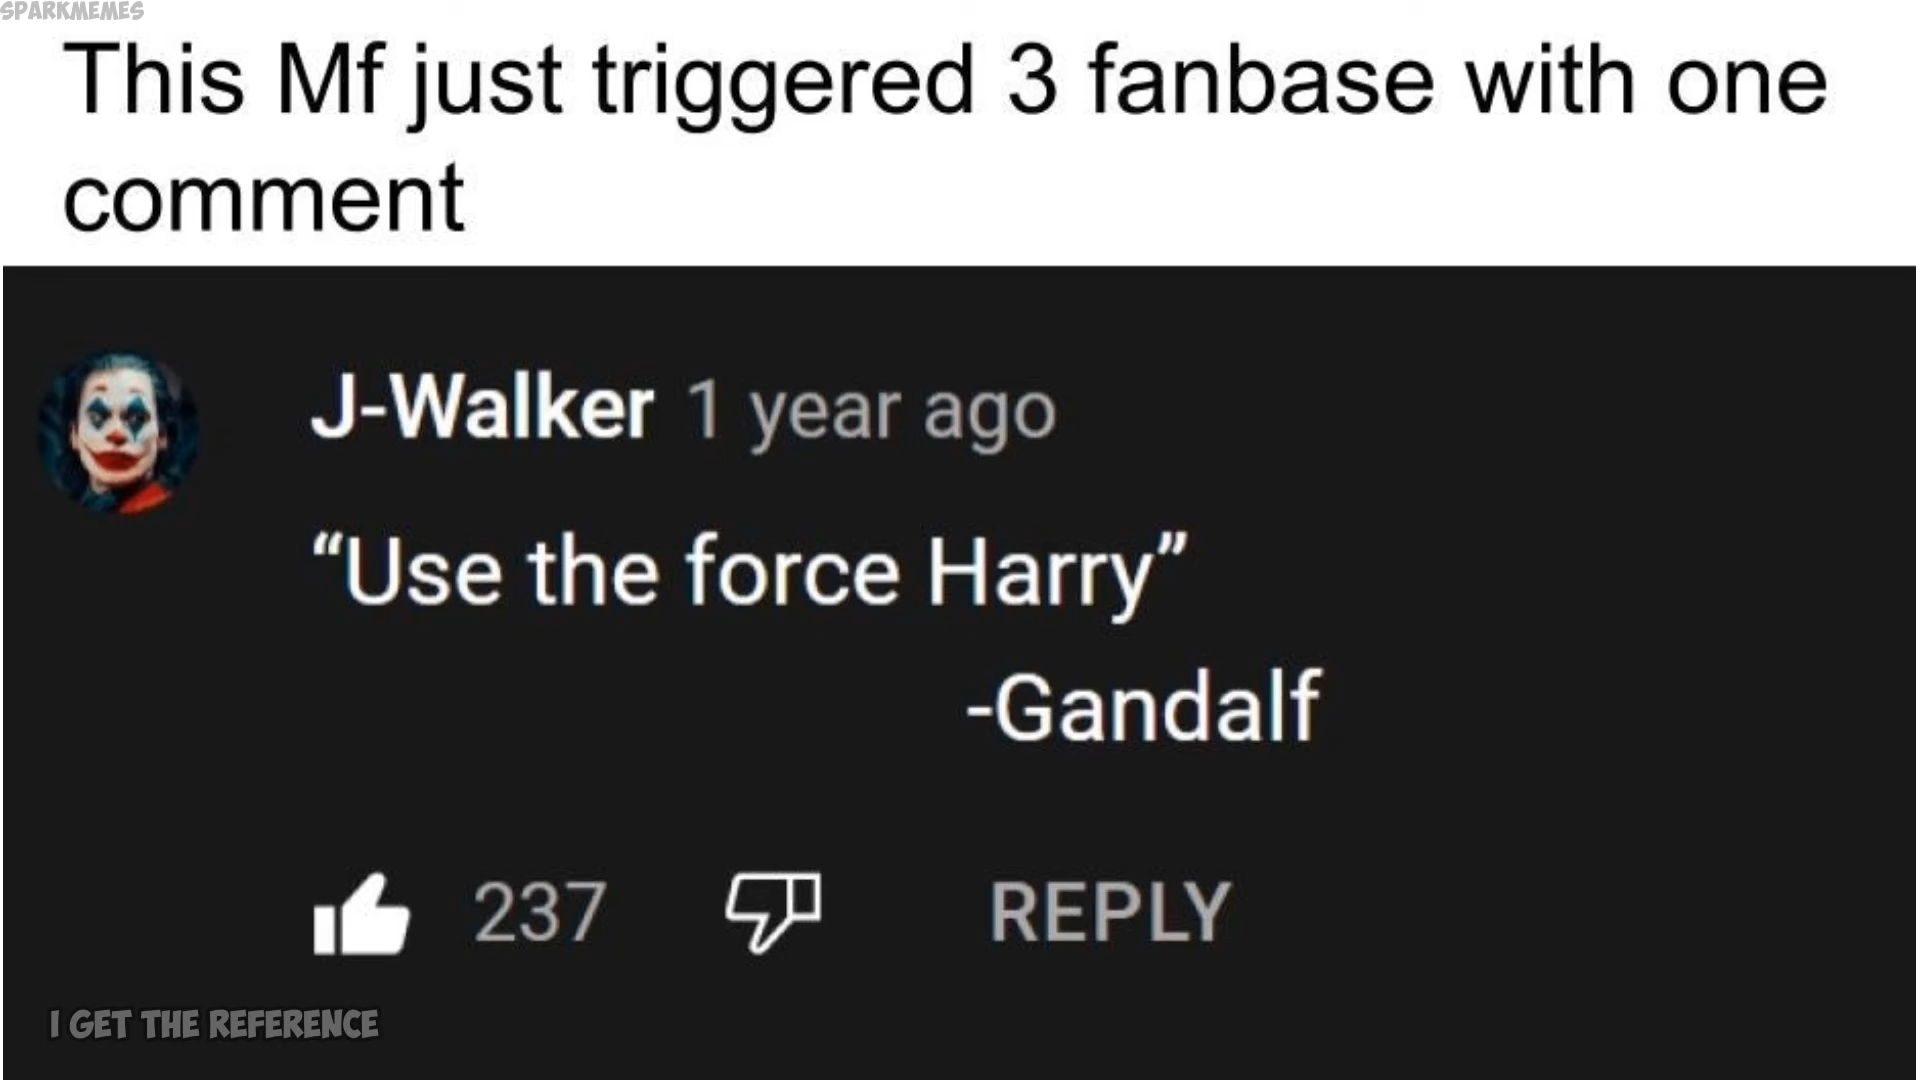 SPARKMEMES
This Mf just triggered 3 fanbase with one
comment
J-Walker 1 year ago
“Use the force Harry”
-Gandalf
237 REPLY
I GET THE REFERENCE